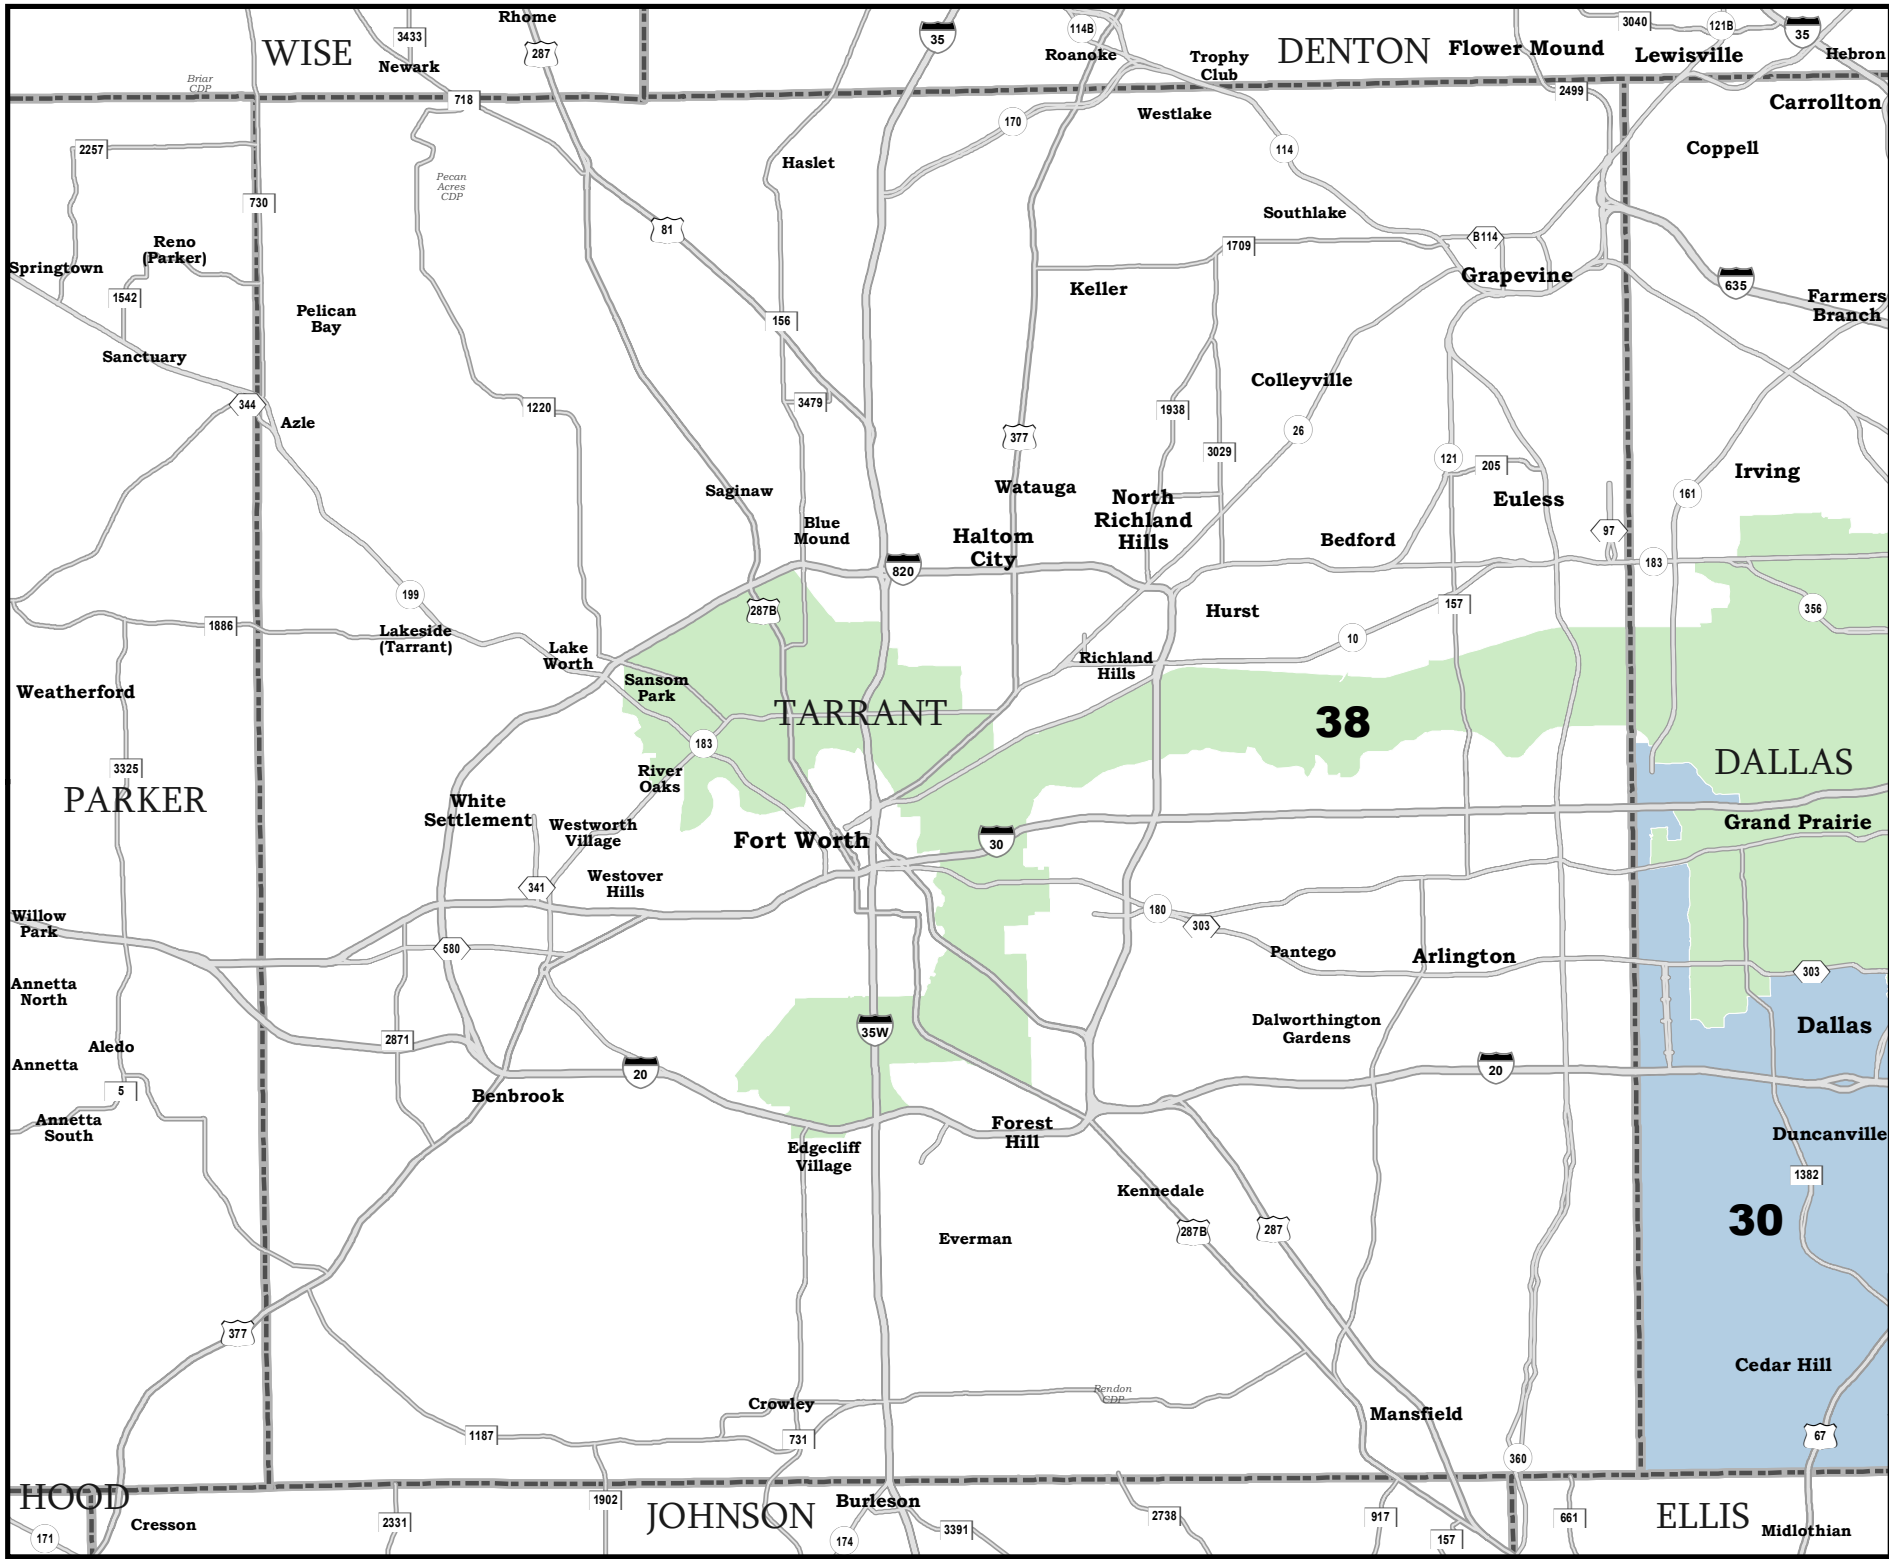 Rhome
3433
WISE
287
Newark
Briar
CDP
718
35
114B
Roanoke
Trophy
Club
DENTON
Flower Mound
3040
121B
Lewisville
35
Hebron
2499
Carrollton
170
Westlake
2257
Haslet
114
Coppell
Pecan
Acres
CDP
730
Southlake
81
Reno
(Parker)
1709
B114
Springtown
Grapevine
635
1542
Keller
Farmers
Branch
Pelican
Bay
156
Sanctuary
Colleyville
344
Azle
1220
3479
1938
26
377
3029
121
205
Saginaw
Watauga
North
Richland
Hills
Euless
161
Irving
Blue
Mound
Haltom
City
Bedford
97
820
183
199
287B
Hurst
157
356
1886
Lakeside
(Tarrant)
10
Lake
Worth
Richland
Hills
Weatherford
Sansom
Park
TARRANT
38
183
3325
River
Oaks
DALLAS
PARKER
White
Settlement
Westworth
Village
Fort Worth
30
Grand Prairie
341
Westover
Hills
180
303
Willow
Park
580
Pantego
Arlington
303
Annetta
North
35W
Dalworthington
Gardens
Dallas
2871
Aledo
Annetta
20
20
5
Benbrook
Annetta
South
Forest
Hill
Duncanville
Edgecliff
Village
1382
Kennedale
287B
287
30
Everman
377
Cedar Hill
Rendon
CDP
Crowley
Mansfield
1187
731
67
360
HOOD
1902
JOHNSON
Burleson
2331
2738
917
661
ELLIS
171
Cresson
174
3391
157
Midlothian